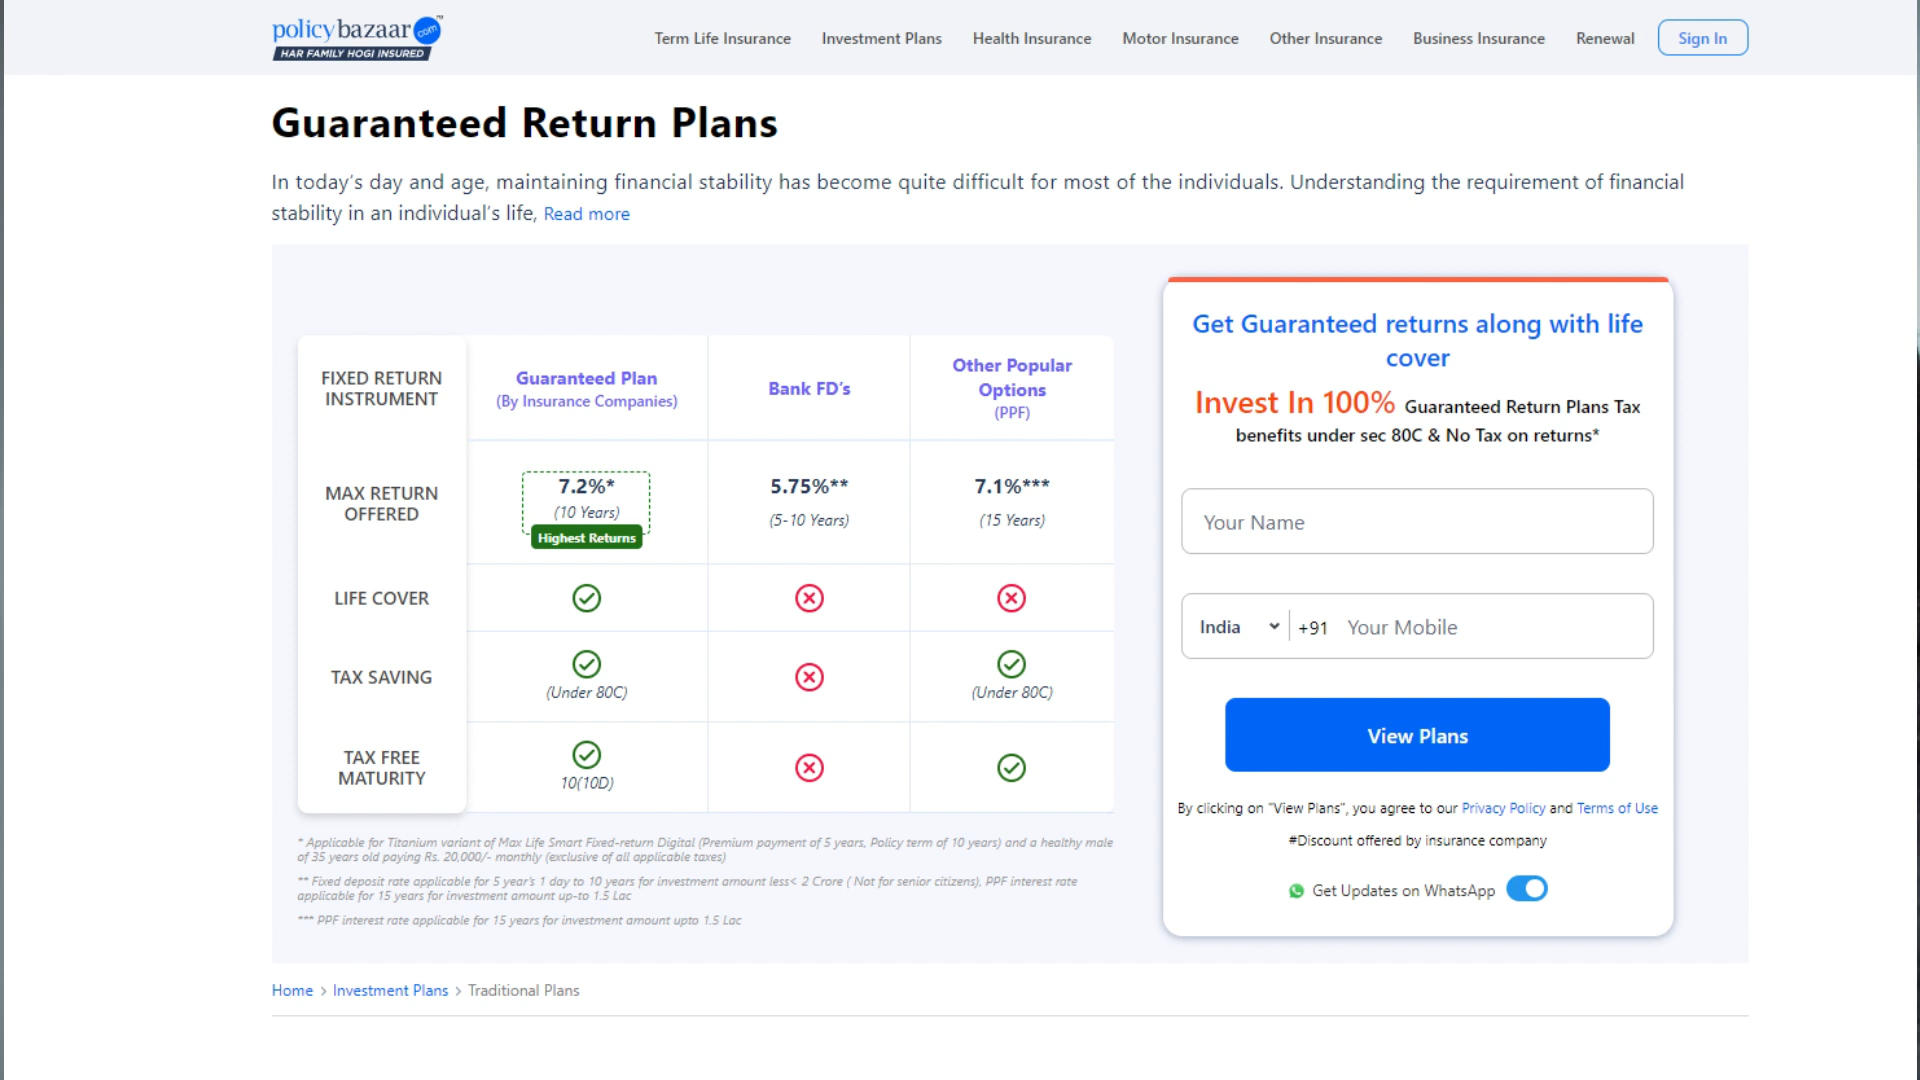 policybazaar com ™
HAR FAMILY HOGI INSURED
Term Life Insurance
Investment Plans
Health Insurance
Motor Insurance
Other Insurance
Business Insurance
Renewal
Sign In
Guaranteed Return Plans
In today's day and age, maintaining financial stability has become quite difficult for most of the individuals. Understanding the requirement of financial
stability in an individual's life, Read more
FIXED RETURN
INSTRUMENT
Guaranteed Plan
(By Insurance Companies)
Bank FD's
Other Popular
Options
(PPF)
MAX RETURN
OFFERED
7.2%*
(10 Years)
Highest Returns
5.75%**
(5-10 Years)
7.1%***
(15 Years)
LIFE COVER
TAX SAVING
(Under 80C)
(Under 80C)
TAX FREE
MATURITY
10(10D)
* Applicable for Titanium variant of Max Life Smart Fixed-return Digital (Premium payment of 5 years, Policy term of 10 years) and a healthy male
of 35 years old paying Rs. 20,000/- monthly (exclusive of all applicable taxes)
** Fixed deposit rate applicable for 5 year's 1 day to 10 years for investment amount less< 2 Crore ( Not for senior citizens), PPF interest rate
applicable for 15 years for investment amount up-to 1.5 Lac
*** PPF interest rate applicable for 15 years for investment amount upto 1.5 Lac
Get Guaranteed returns along with life
cover
Invest In 100% Guaranteed Return Plans Tax
benefits under sec 80C & No Tax on returns*
Your Name
India +91 Your Mobile
View Plans
By clicking on "View Plans", you agree to our Privacy Policy and Terms of Use
#Discount offered by insurance company
Get Updates on WhatsApp
Home > Investment Plans > Traditional Plans